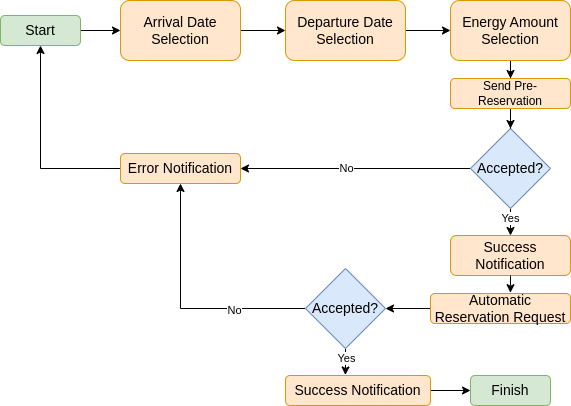 Start
Arrival Date
Selection
Departure Date
Selection
Energy Amount
Selection
Send Pre-
Reservation
Accepted?
No
Error Notification
Yes
Success
Notification
Automatic
Reservation Request
Accepted?
No
Yes
Success Notification
Finish